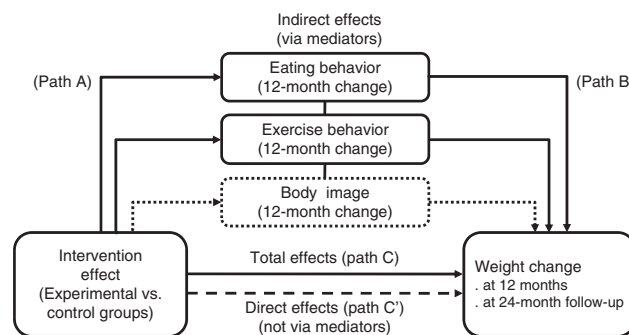 Indirect effects
(via mediators)
(Path A)
Eating behavior
(12-month change)
(Path B)
Exercise behavior
(12-month change)
Body image
(12-month change)
Intervention
effect
(Experimental vs.
control groups)
Total effects (path C)
Direct effects (path C')
(not via mediators)
Weight change
. at 12 months
. at 24-month follow-up